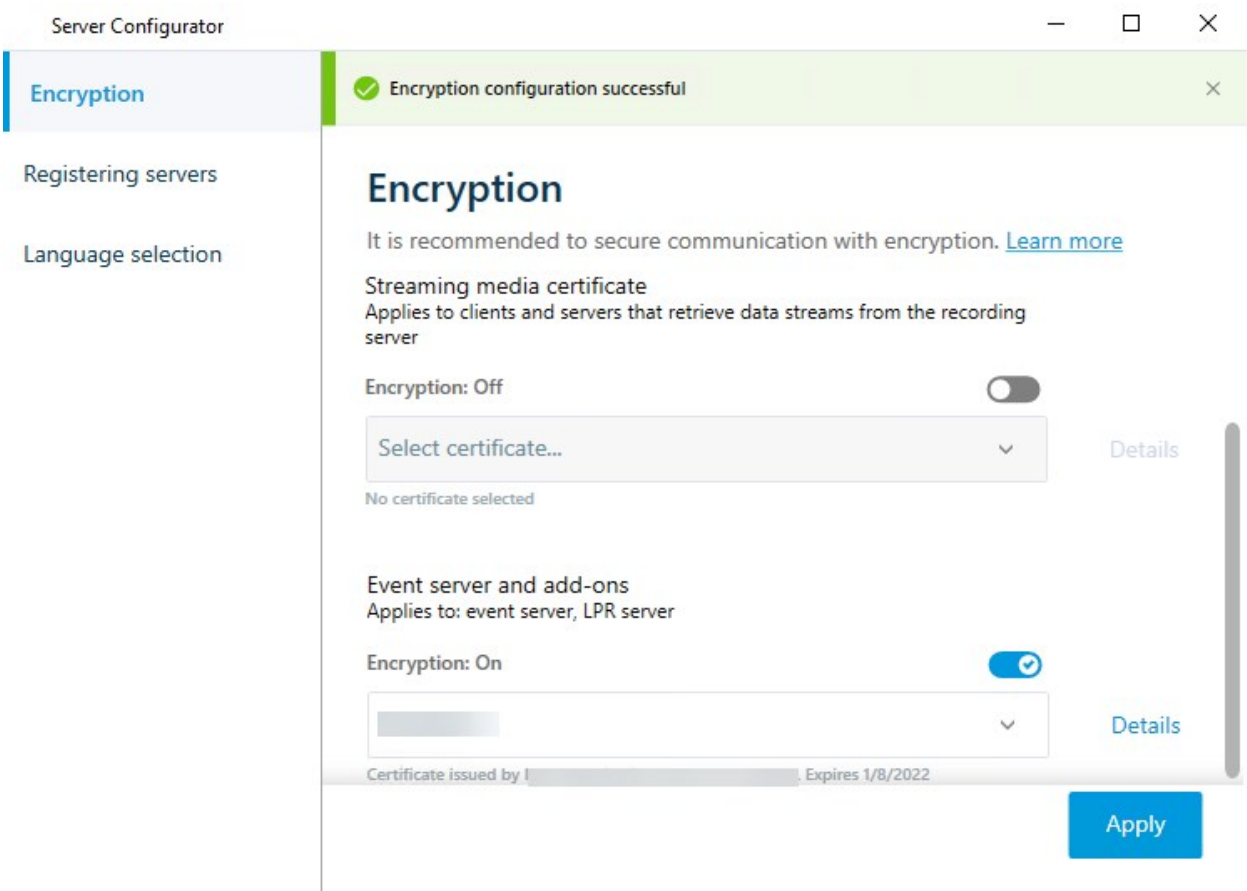 Server Configurator
Encryption
Registering servers
Language selection
Encryption configuration successful
Encryption
It is recommended to secure communication with encryption. Learn more
Streaming media certificate
Applies to clients and servers that retrieve data streams from the recording
server
Encryption: Off
Select certificate...
Details
No certificate selected
Event server and add-ons
Applies to: event server, LPR server
Encryption: On
Details
Certificate issued by . Expires 1/8/2022
Apply